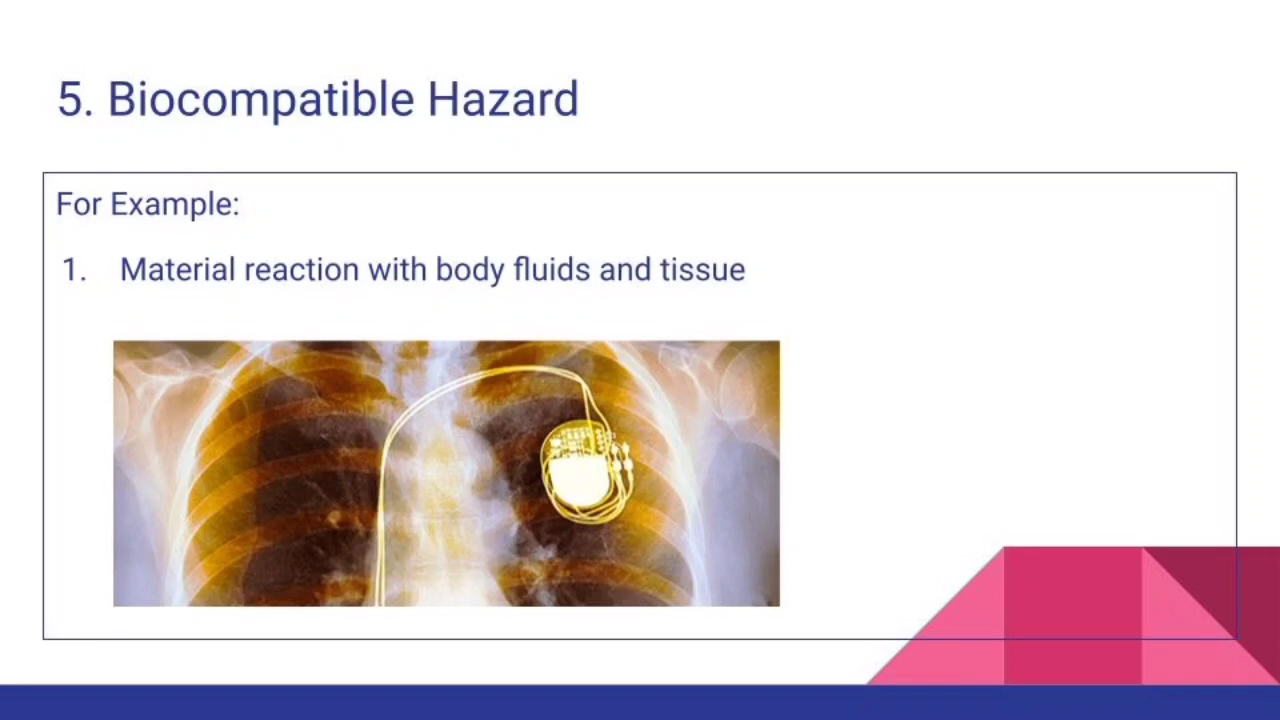 5. Biocompatible Hazard
For Example:
1. Material reaction with body fluids and tissue